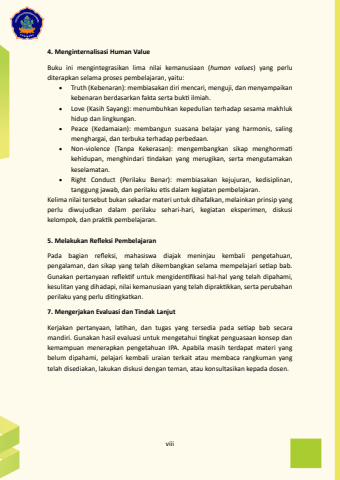 4. Menginternalisasi Human Value
Buku ini mengintegrasikan lima nilai kemanusiaan (human values) yang perlu
diterapkan selama proses pembelajaran, yaitu:
• Truth (Kebenaran): membiasakan diri mencari, menguji, dan menyampaikan
kebenaran berdasarkan fakta serta bukti ilmiah.
• Love (Kasih Sayang): menumbuhkan kepedulian terhadap sesama makhluk
hidup dan lingkungan.
• Peace (Kedamaian): membangun suasana belajar yang harmonis, saling
menghargai, dan terbuka terhadap perbedaan.
• Non-violence (Tanpa Kekerasan): mengembangkan sikap menghormati
kehidupan, menghindari tindakan yang merugikan, serta mengutamakan
keselamatan.
• Right Conduct (Perilaku Benar): membiasakan kejujuran, kedisiplinan,
tanggung jawab, dan perilaku etis dalam kegiatan pembelajaran.
Kelima nilai tersebut bukan sekadar materi untuk dihafalkan, melainkan prinsip yang
perlu diwujudkan dalam perilaku sehari-hari, kegiatan eksperimen, diskusi
kelompok, dan praktik pembelajaran.
5. Melakukan Refleksi Pembelajaran
Pada bagian refleksi, mahasiswa diajak meninjau kembali pengetahuan,
pengalaman, dan sikap yang telah dikembangkan selama mempelajari setiap bab.
Gunakan pertanyaan reflektif untuk mengidentifikasi hal-hal yang telah dipahami,
kesulitan yang dihadapi, nilai kemanusiaan yang telah dipraktikkan, serta perubahan
perilaku yang perlu ditingkatkan.
7. Mengerjakan Evaluasi dan Tindak Lanjut
Kerjakan pertanyaan, latihan, dan tugas yang tersedia pada setiap bab secara
mandiri. Gunakan hasil evaluasi untuk mengetahui tingkat penguasaan konsep dan
kemampuan menerapkan pengetahuan IPA. Apabila masih terdapat materi yang
belum dipahami, pelajari kembali uraian terkait atau membaca rangkuman yang
telah disediakan, lakukan diskusi dengan teman, atau konsultasikan kepada dosen.
viii